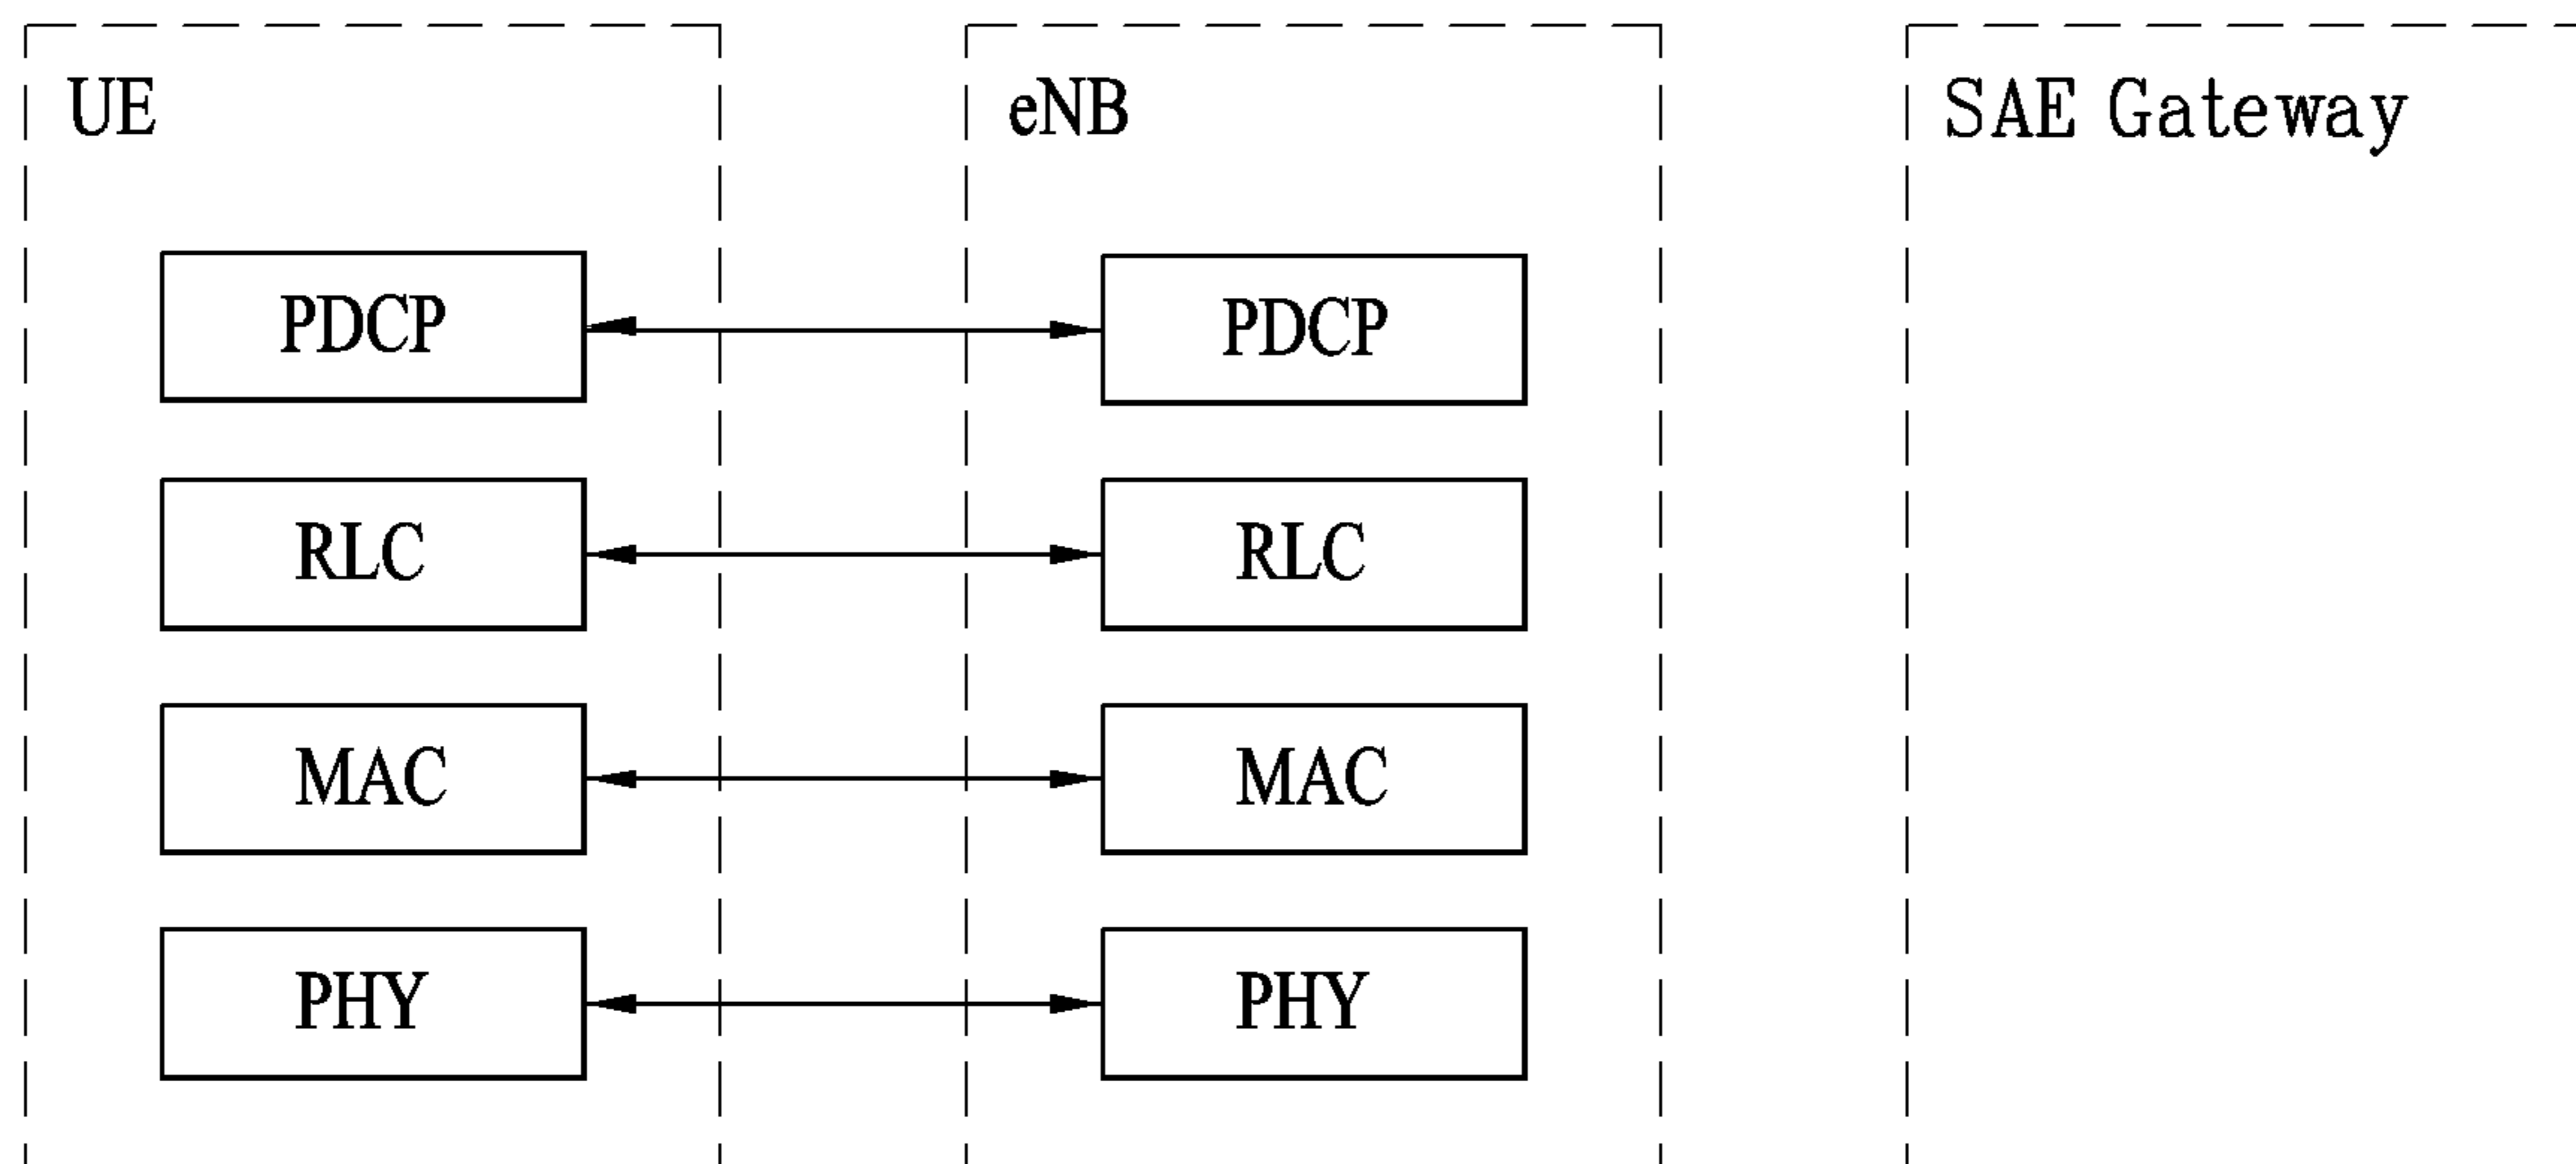 UE
eNB
SAE Gateway
PDCP
PDCP
RLC
RLC
MAC
MAC
PHY
PHY